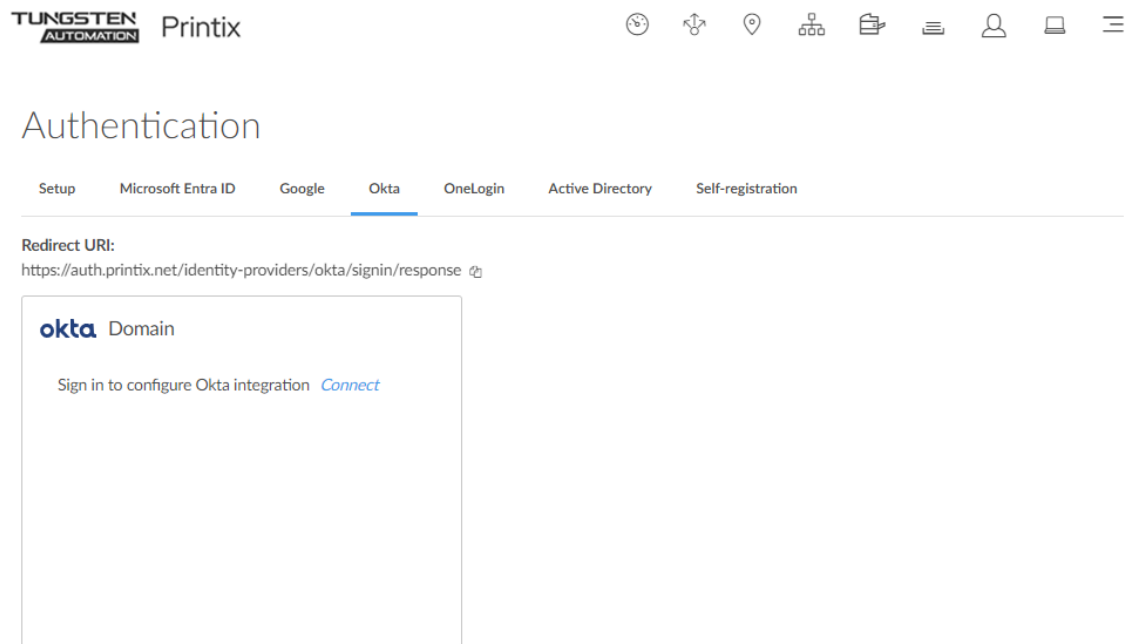 TUNGSTEN
AUTOMATION
Printix
Authentication
Setup Microsoft Entra ID Google Okta OneLogin Active Directory Self-registration
Redirect URI:
https://auth.printix.net/identity-providers/okta/signin/response
okta Domain
Sign in to configure Okta integration Connect